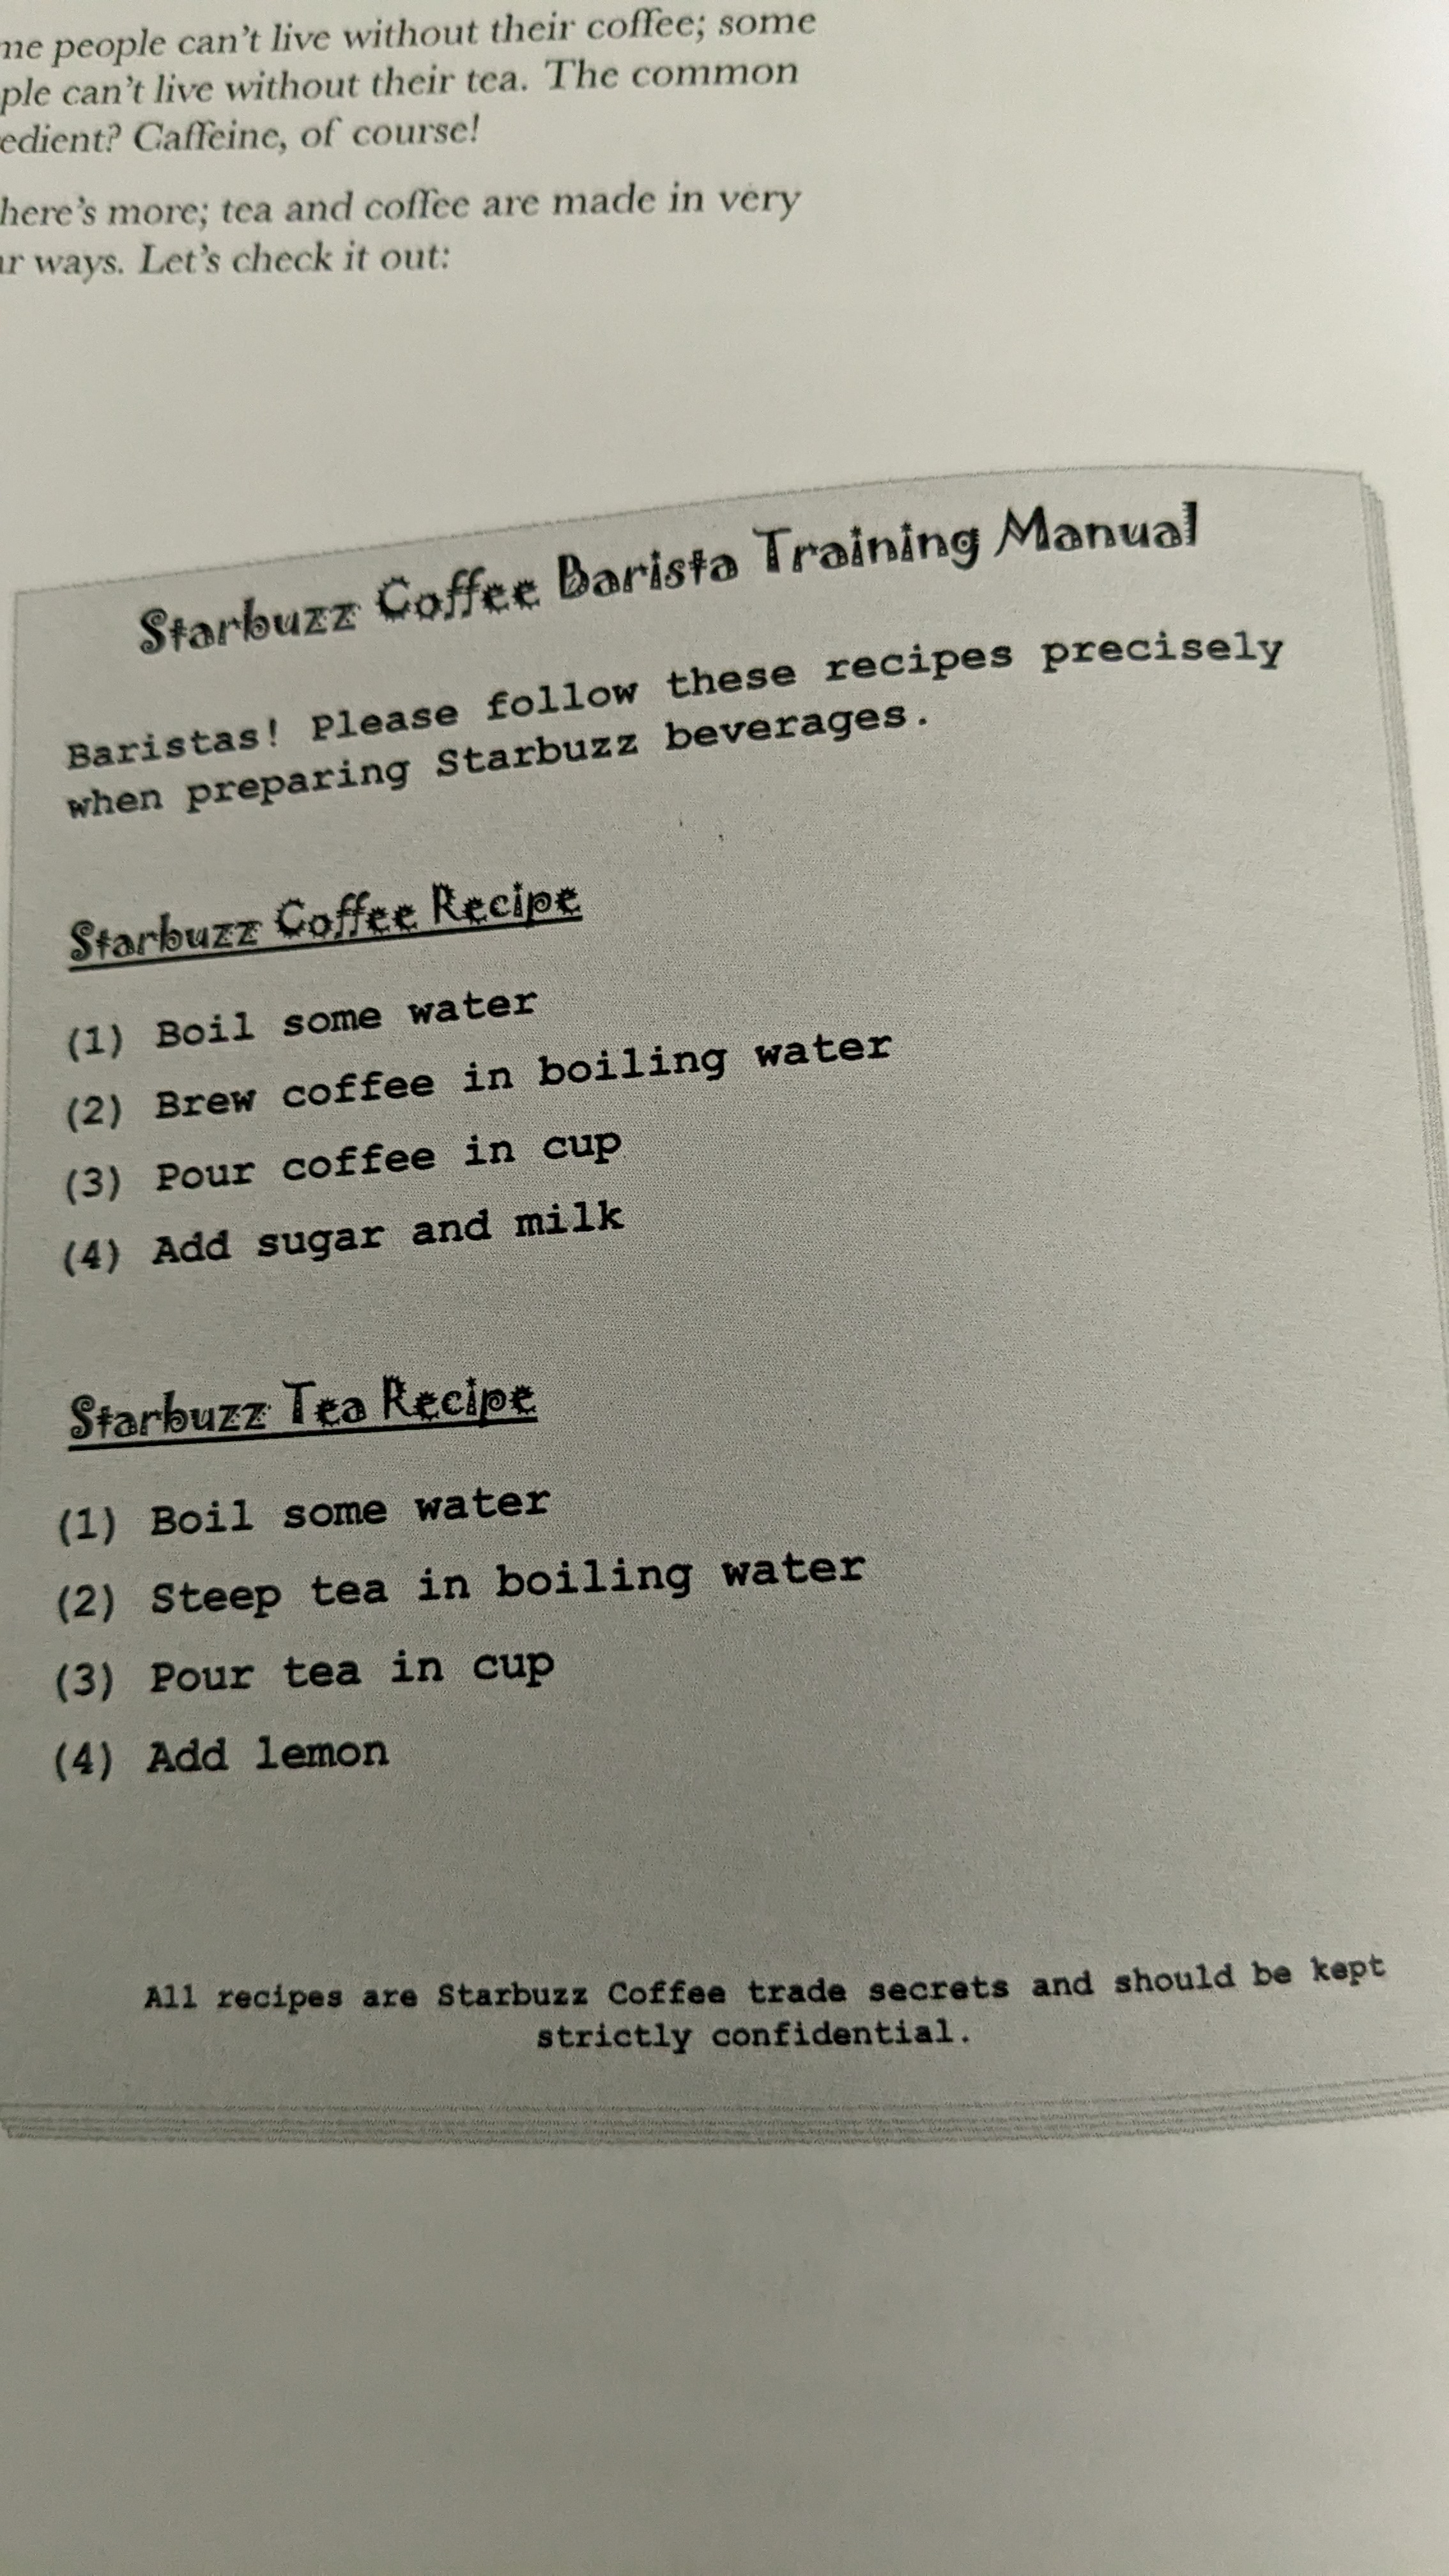 me people can't live without their coffee; some
ple can't live without their tea. The common
edient? Caffeine, of course!
here's more; tea and coffee are made in very
ar ways. Let's check it out:
Starbuzz Coffee Barista Training Manual
Baristas! Please follow these recipes precisely
when preparing Starbuzz beverages.
Starbuzz Coffee Recipe
(1) Boil some water
(2) Brew coffee in boiling water
(3) Pour coffee in cup
(4) Add sugar and milk
Starbuzz Tea Recipe
(1) Boil some water
(2) Steep tea in boiling water
(3) Pour tea in cup
(4) Add lemon
All recipes are Starbuzz Coffee trade secrets and should be kept
strictly confidential.